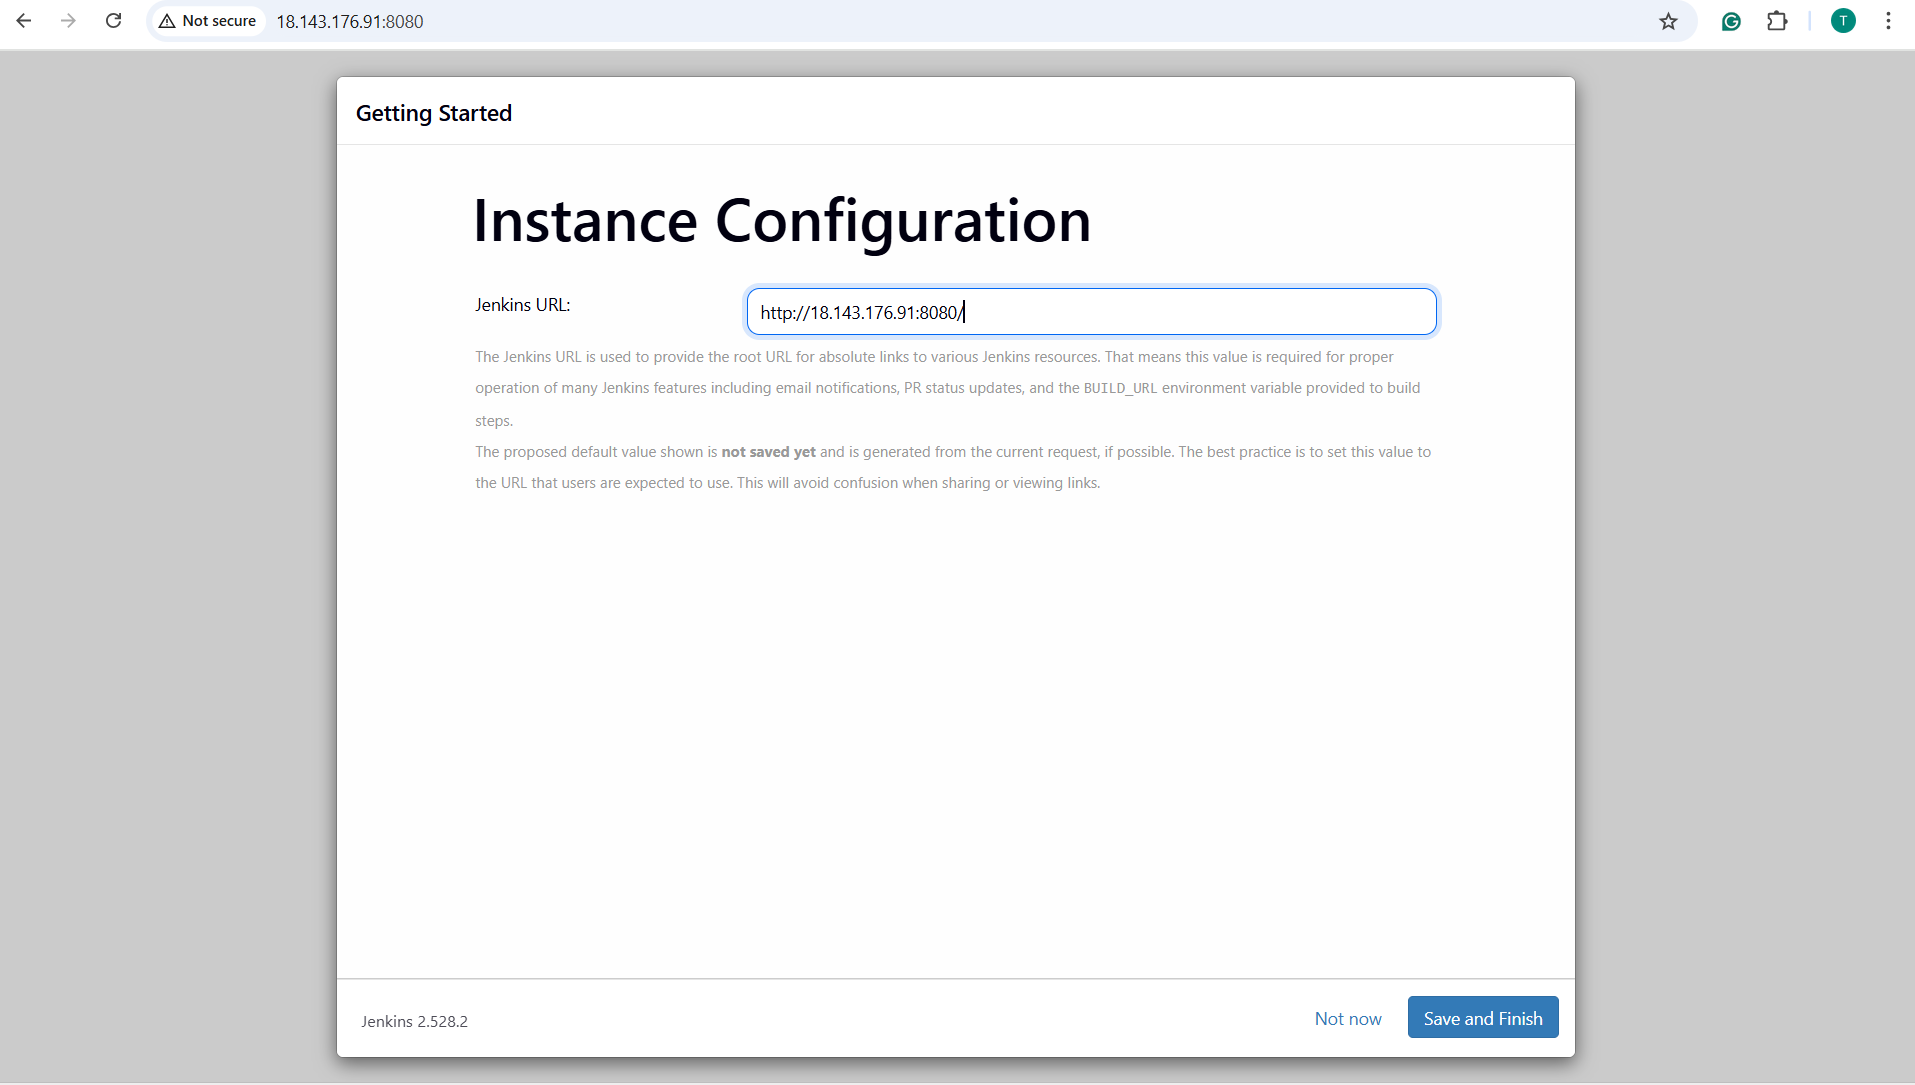 Not secure 18.143.176.91:8080
T
Getting Started
Instance Configuration
Jenkins URL:
http://18.143.176.91:8080/
The Jenkins URL is used to provide the root URL for absolute links to various Jenkins resources. That means this value is required for proper
operation of many Jenkins features including email notifications, PR status updates, and the BUILD_URL environment variable provided to build
steps.
The proposed default value shown is not saved yet and is generated from the current request, if possible. The best practice is to set this value to
the URL that users are expected to use. This will avoid confusion when sharing or viewing links.
Jenkins 2.528.2
Not now
Save and Finish